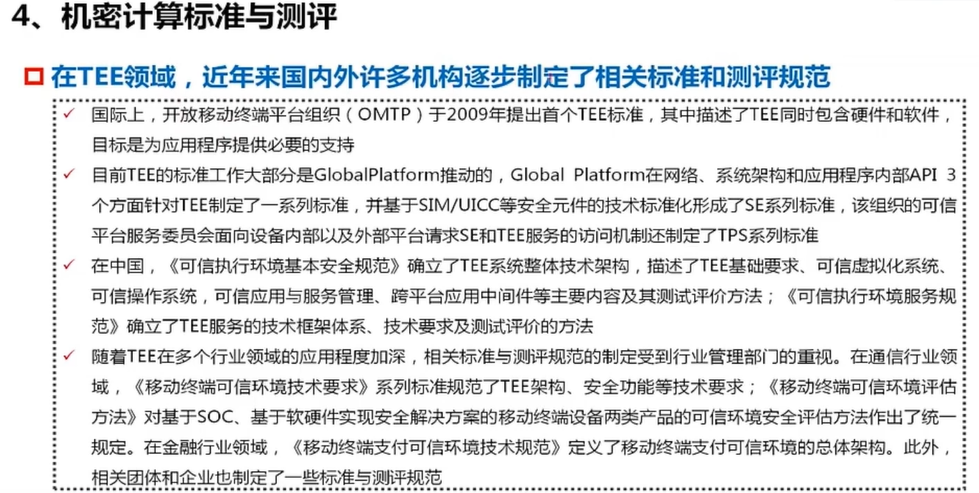 4、机密计算标准与测评
在TEE领域，近年来国内外许多机构逐步制定了相关标准和测评规范
✓ 国际上，开放移动终端平台组织（OMTP）于2009年提出首个TEE标准，其中描述了TEE同时包含硬件和软件，
目标是为应用程序提供必要的支持
✓ 目前TEE的标准工作大部分是GlobalPlatform推动的，Global Platform在网络、系统架构和应用程序内部API 3
个方面针对TEE制定了一系列标准，并基于SIM/UICC等安全元件的技术标准化形成了SE系列标准，该组织的可信
平台服务委员会面向设备内部以及外部平台请求SE和TEE服务的访问机制还制定了TPS系列标准
✓ 在中国，《可信执行环境基本安全规范》确立了TEE系统整体技术架构，描述了TEE基础要求、可信虚拟化系统、
可信操作系统，可信应用与服务管理、跨平台应用中间件等主要内容及其测试评价方法；《可信执行环境服务规
范》确立了TEE服务的技术框架体系、技术要求及测试评价的方法
✓ 随着TEE在多个行业领域的应用程度加深，相关标准与测评规范的制定受到行业管理部门的重视。在通信行业领
域，《移动终端可信环境技术要求》系列标准规范了TEE架构、安全功能等技术要求；《移动终端可信环境评估
方法》对基于SOC、基于软硬件实现安全解决方案的移动终端设备两类产品的可信环境安全评估方法作出了统一
规定。在金融行业领域，《移动终端支付可信环境技术规范》定义了移动终端支付可信环境的总体架构。此外，
相关团体和企业也制定了一些标准与测评规范